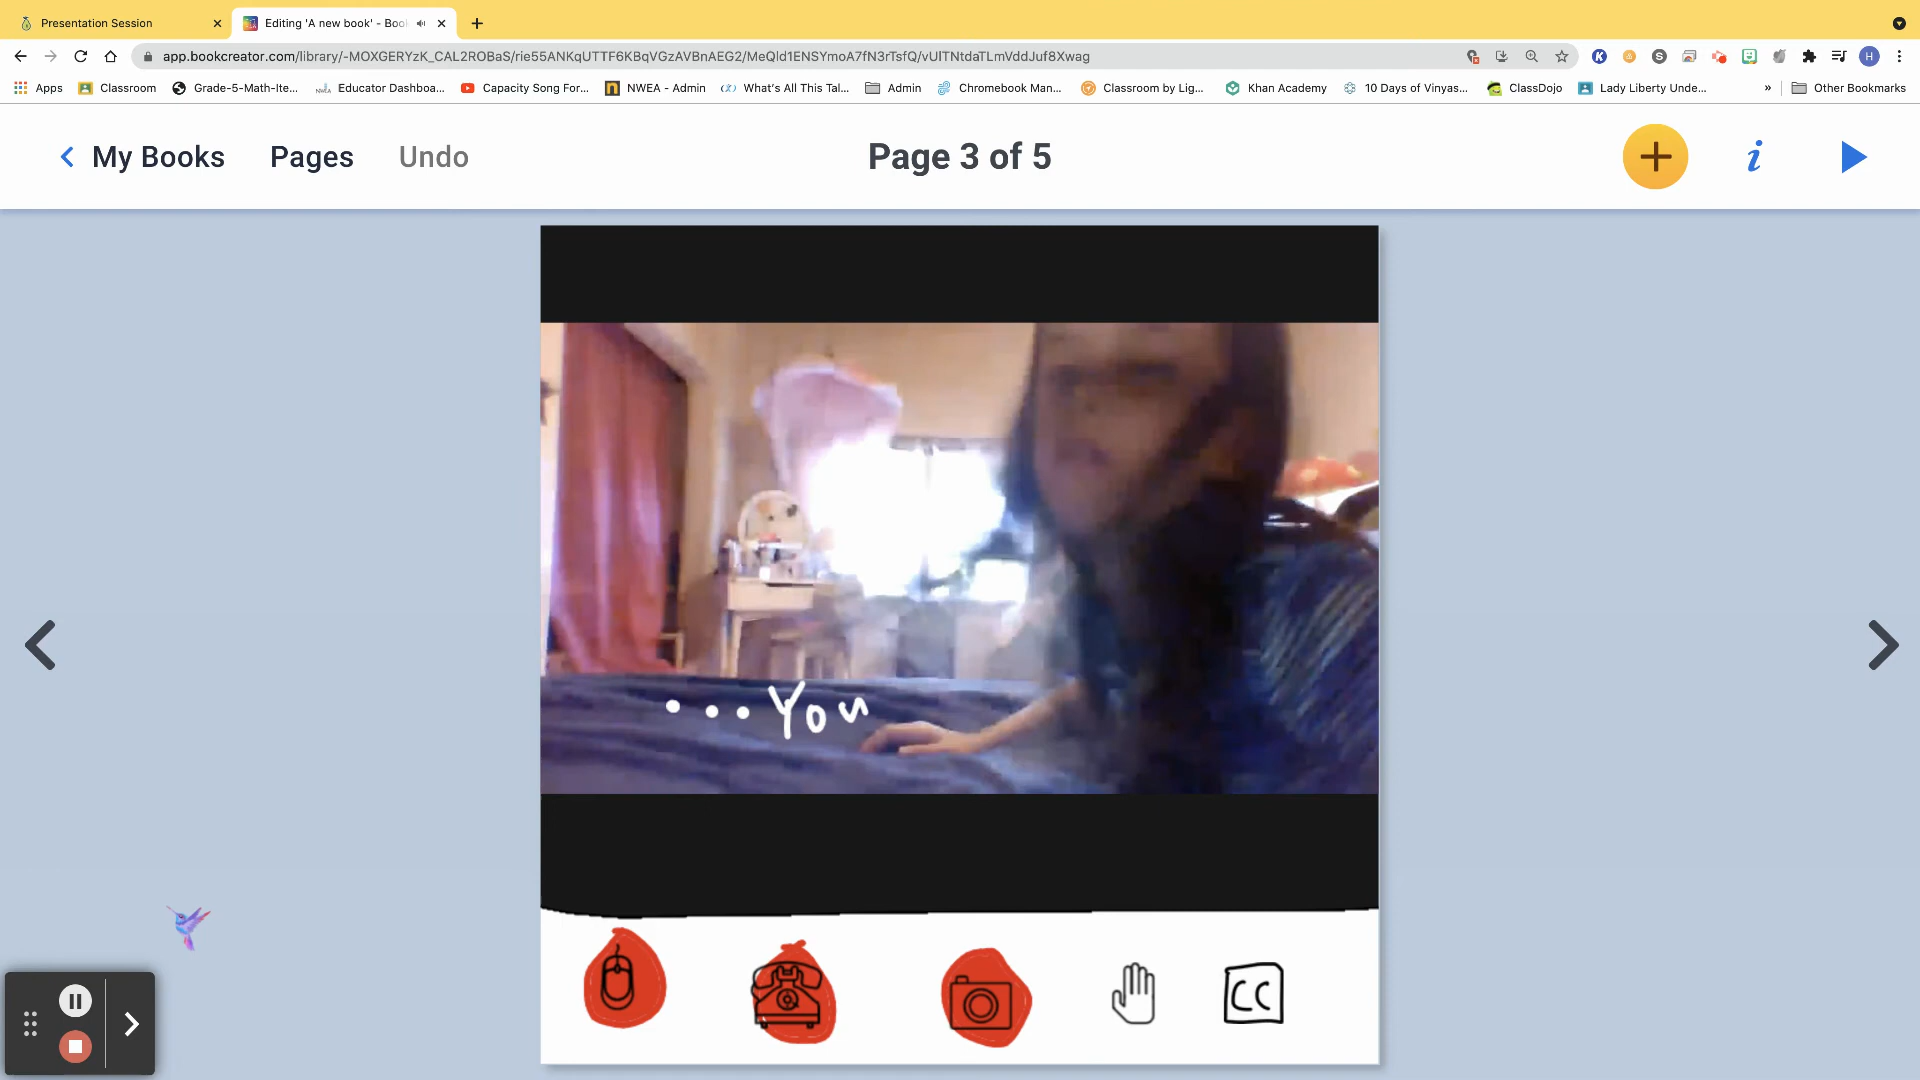 Presentation Session
Editing 'A new book' - Boo
app.bookcreator.com/library/-MOXGERYzK_CAL2ROBaS/rie55ANKqUTTF6KBqVGzAVBnAEG2/MeQld1ENSYmoA7fN3rTsfQ/vUlTNtdaTLmVddJuf8Xwag
H
Apps Classroom Grade-5-Math-Ite... Educator Dashboa... Capacity Song For... NWEA - Admin What's All This Tal... Admin Chromebook Man... Classroom by Lig... Khan Academy 10 Days of Vinyas... ClassDojo Lady Liberty Unde... » Other Bookmarks
My Books Pages Undo Page 3 of 5
...You
CC